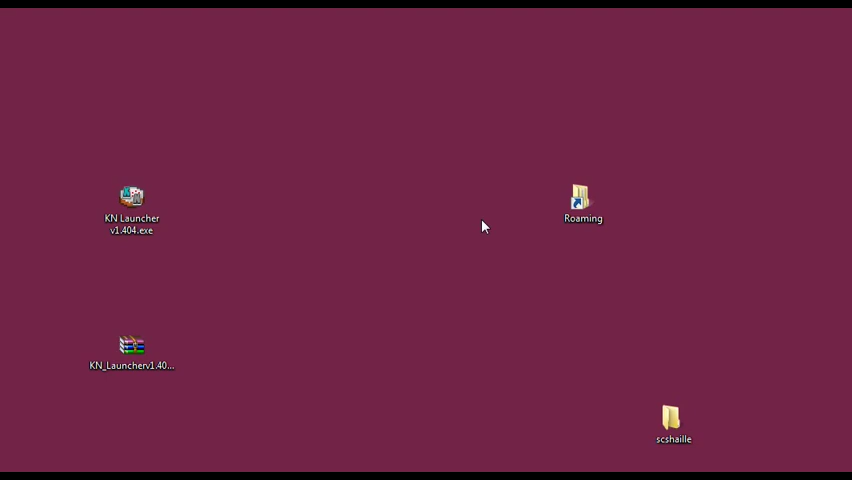 KN Launcher
v1.404.exe
Roaming
KN_Launcherv1.40...
scshaille